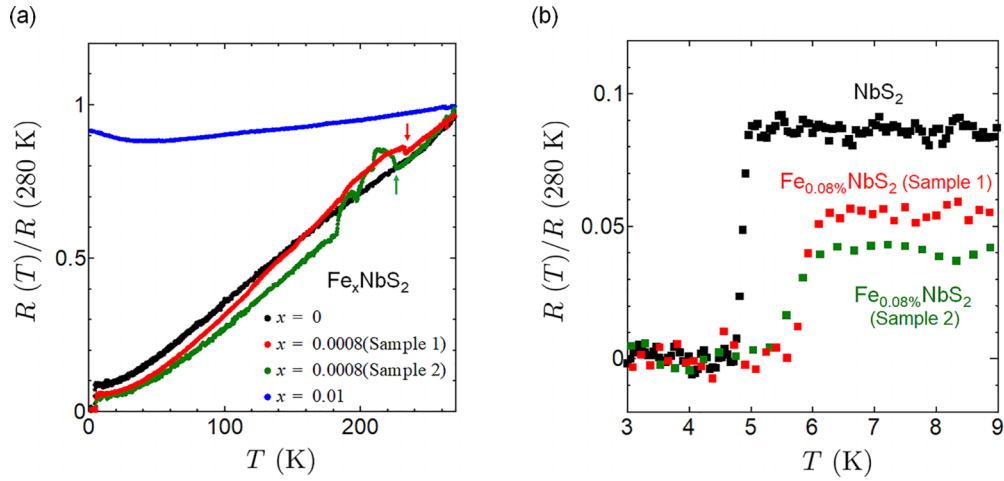 (a)
R (T)/R (280 K)
1
0.5
0
FeₓNbS₂
x = 0
x = 0.0008(Sample 1)
x = 0.0008(Sample 2)
x = 0.01
0 100 200
T (K)
(b)
R (T)/R (280 K)
0.1
0.05
0
NbS₂
Fe₀.₀₈%NbS₂ (Sample 1)
Fe₀.₀₈%NbS₂
(Sample 2)
3 4 5 6 7 8 9
T (K)